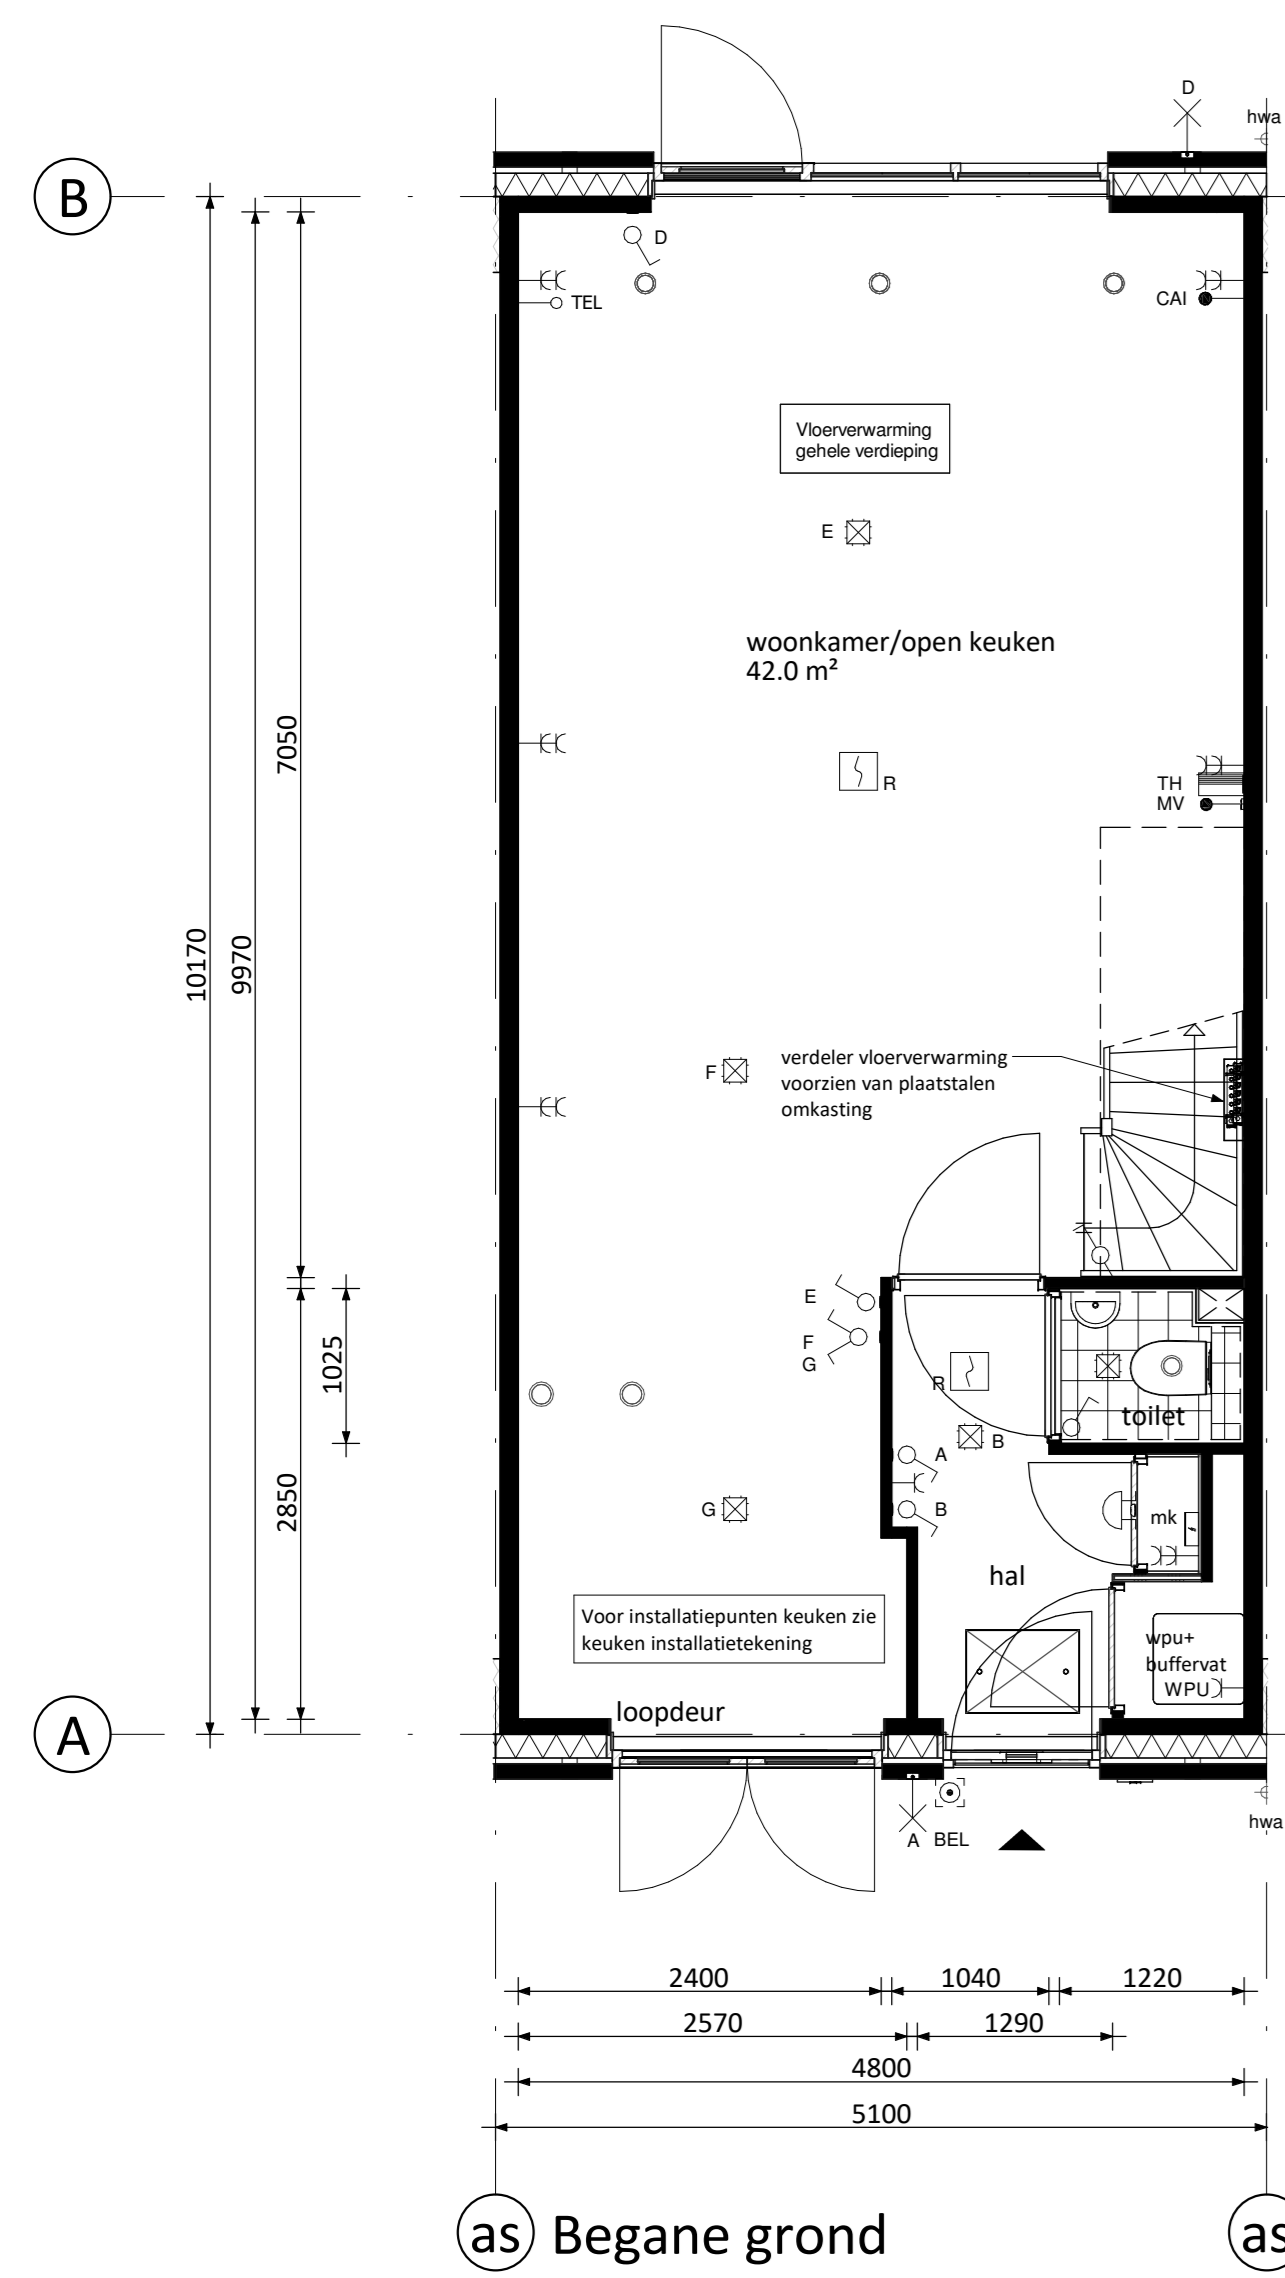 D
hwa
B
D
TEL
CAI
Vloerverwarming
gehele verdieping
E
woonkamer/open keuken
42.0 m²
7050
R
TH
MV
10170
9970
F
verdeler vloerverwarming
voorzien van plaatstalen
omkasting
E
F
G
1025
R
toilet
B
A
2850
G
B
mk
hal
Voor installatiepunten keuken zie
keuken installatietekening
wpu+
buffervat
WPU
loopdeur
A
hwa
A BEL
2400 1040 1220
2570 1290
4800
5100
as Begane grond as